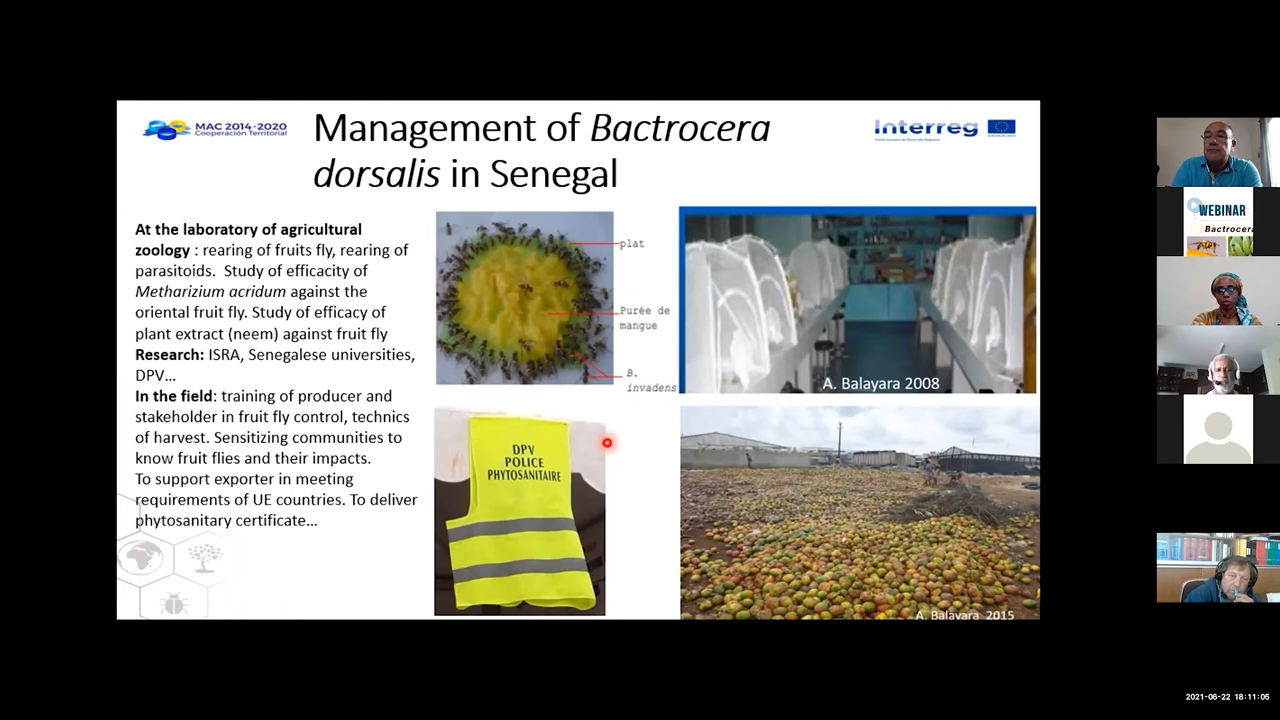 MAC 2014-2020
Cooperación Territorial
Management of Bactrocera
dorsalis in Senegal
Interreg
At the laboratory of agricultural
zoology : rearing of fruits fly, rearing of
parasitoids. Study of efficacity of
Metharizium acridum against the
oriental fruit fly. Study of efficacy of
plant extract (neem) against fruit fly
Research: ISRA, Senegalese universities,
DPV...
In the field: training of producer and
stakeholder in fruit fly control, technics
of harvest. Sensitizing communities to
know fruit flies and their impacts.
To support exporter in meeting
requirements of UE countries. To deliver
phytosanitary certificate...
plat
Purée de
mangue
B.
invadens
A. Balayara 2008
DPV
POLICE
PHYTOSANITAIRE
A. Balayara 2015
WEBINAR
Bactrocera
2021-06-22 18:11:05